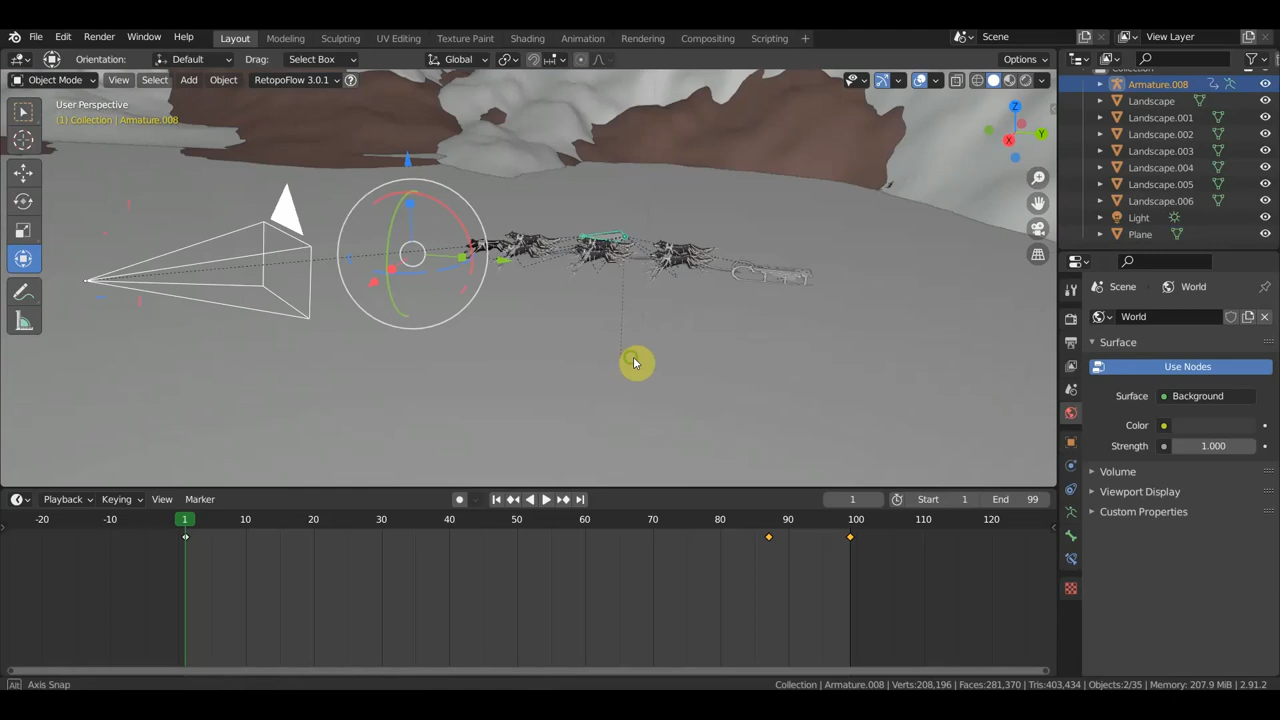 File Edit Render Window Help Layout Modeling Sculpting UV Editing Texture Paint Shading Animation Rendering Compositing Scripting + Scene View Layer
Orientation: Default Drag: Select Box Global Options
Object Mode View Select Add Object RetopoFlow 3.0.1
User Perspective
(1) Collection | Armature.008
Z
Y
X
Armature.008
Landscape
Landscape.001
Landscape.002
Landscape.003
Landscape.004
Landscape.005
Landscape.006
Light
Plane
Scene World
World
Surface
Use Nodes
Surface Background
Color
Strength 1.000
Volume
Viewport Display
Custom Properties
Playback Keying View Marker 1 Start 1 End 99
-20 -10 1 10 20 30 40 50 60 70 80 90 100 110 120
Alt Axis Snap Collection | Armature.008 | Verts:208,196 | Faces:281,370 | Tris:403,434 | Objects:2/35 | Memory: 207.9 MiB | 2.91.2